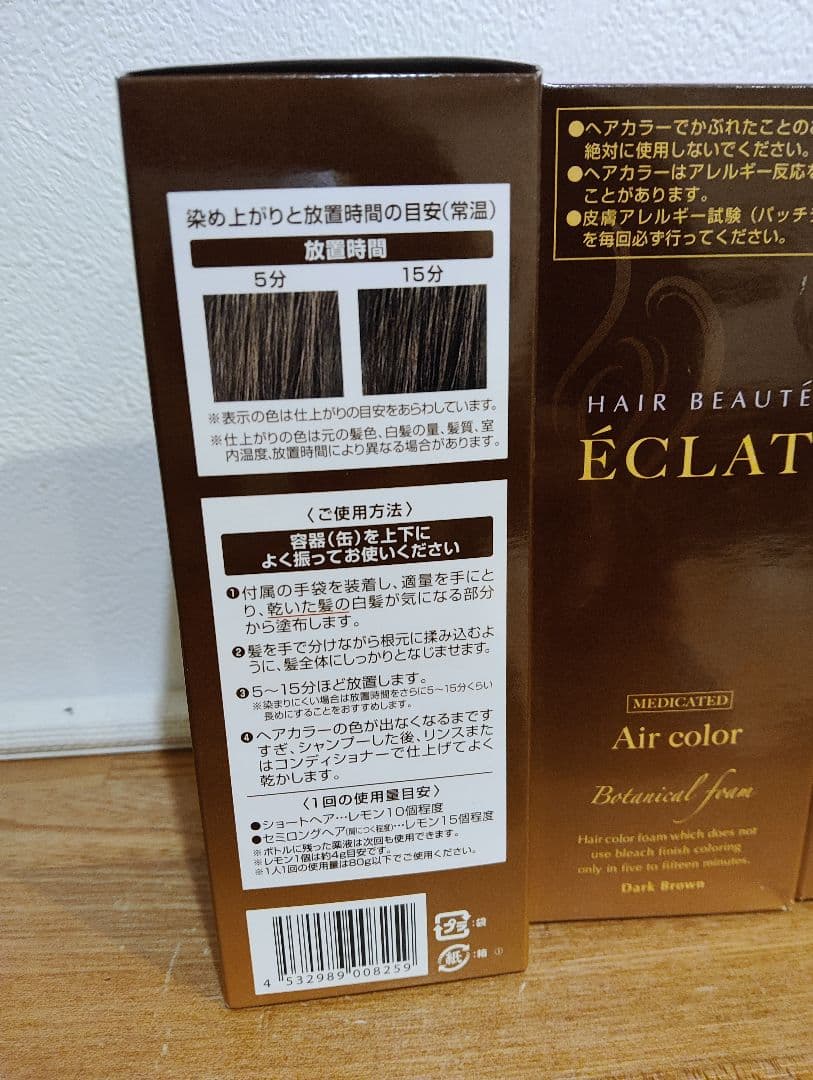 染め上がりと放置時間の目安(常温)
放置時間
5分 15分
※表示の色は仕上がりの目安をあらわしています。
※仕上がりの色は元の髪色、白髪の量、髪質、室
内温度、放置時間により異なる場合があります。
〈ご使用方法〉
容器(缶)を上下に
よく振ってお使いください
❶付属の手袋を装着し、適量を手にと
り、乾いた髪の白髪が気になる部分
から塗布します。
❷髪を手で分けながら根元に揉み込むよ
うに、髪全体にしっかりとなじませます。
❸5〜15分ほど放置します。
※染まりにくい場合は放置時間をさらに5〜15分くらい
長めにすることをおすすめします。
❹ヘアカラーの色が出なくなるまです
すぎ、シャンプーした後、リンスまた
はコンディショナーで仕上げてよく
乾かします。
〈1回の使用量目安〉
●ショートヘア…レモン10個程度
●セミロングヘア(肩につく程度)…レモン15個程度
※ボトルに残った薬液は次回も使用できます。
※レモン1個は約4g目安です。
※1人1回の使用量は80g以下でご使用ください。
4 532989 008259
プラ :袋
紙 :箱
●ヘアカラーでかぶれたことの
絶対に使用しないでください。
●ヘアカラーはアレルギー反応を
ことがあります。
●皮膚アレルギー試験(パッチ
を毎回必ず行ってください。
HAIR BEAUTÉ
ÉCLAT
MEDICATED
Air color
Botanical foam
Hair color foam which does not
use bleach finish coloring
only in five to fifteen minutes.
Dark Brown